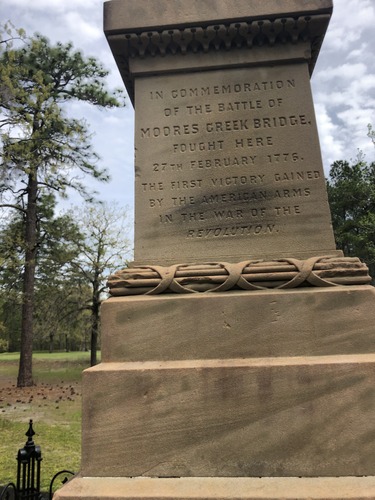 IN COMMEMORATION
OF THE BATTLE OF
MOORES CREEK BRIDGE,
FOUGHT HERE
27TH FEBRUARY 1776.
THE FIRST VICTORY GAINED
BY THE AMERICAN ARMS
IN THE WAR OF THE
REVOLUTION.